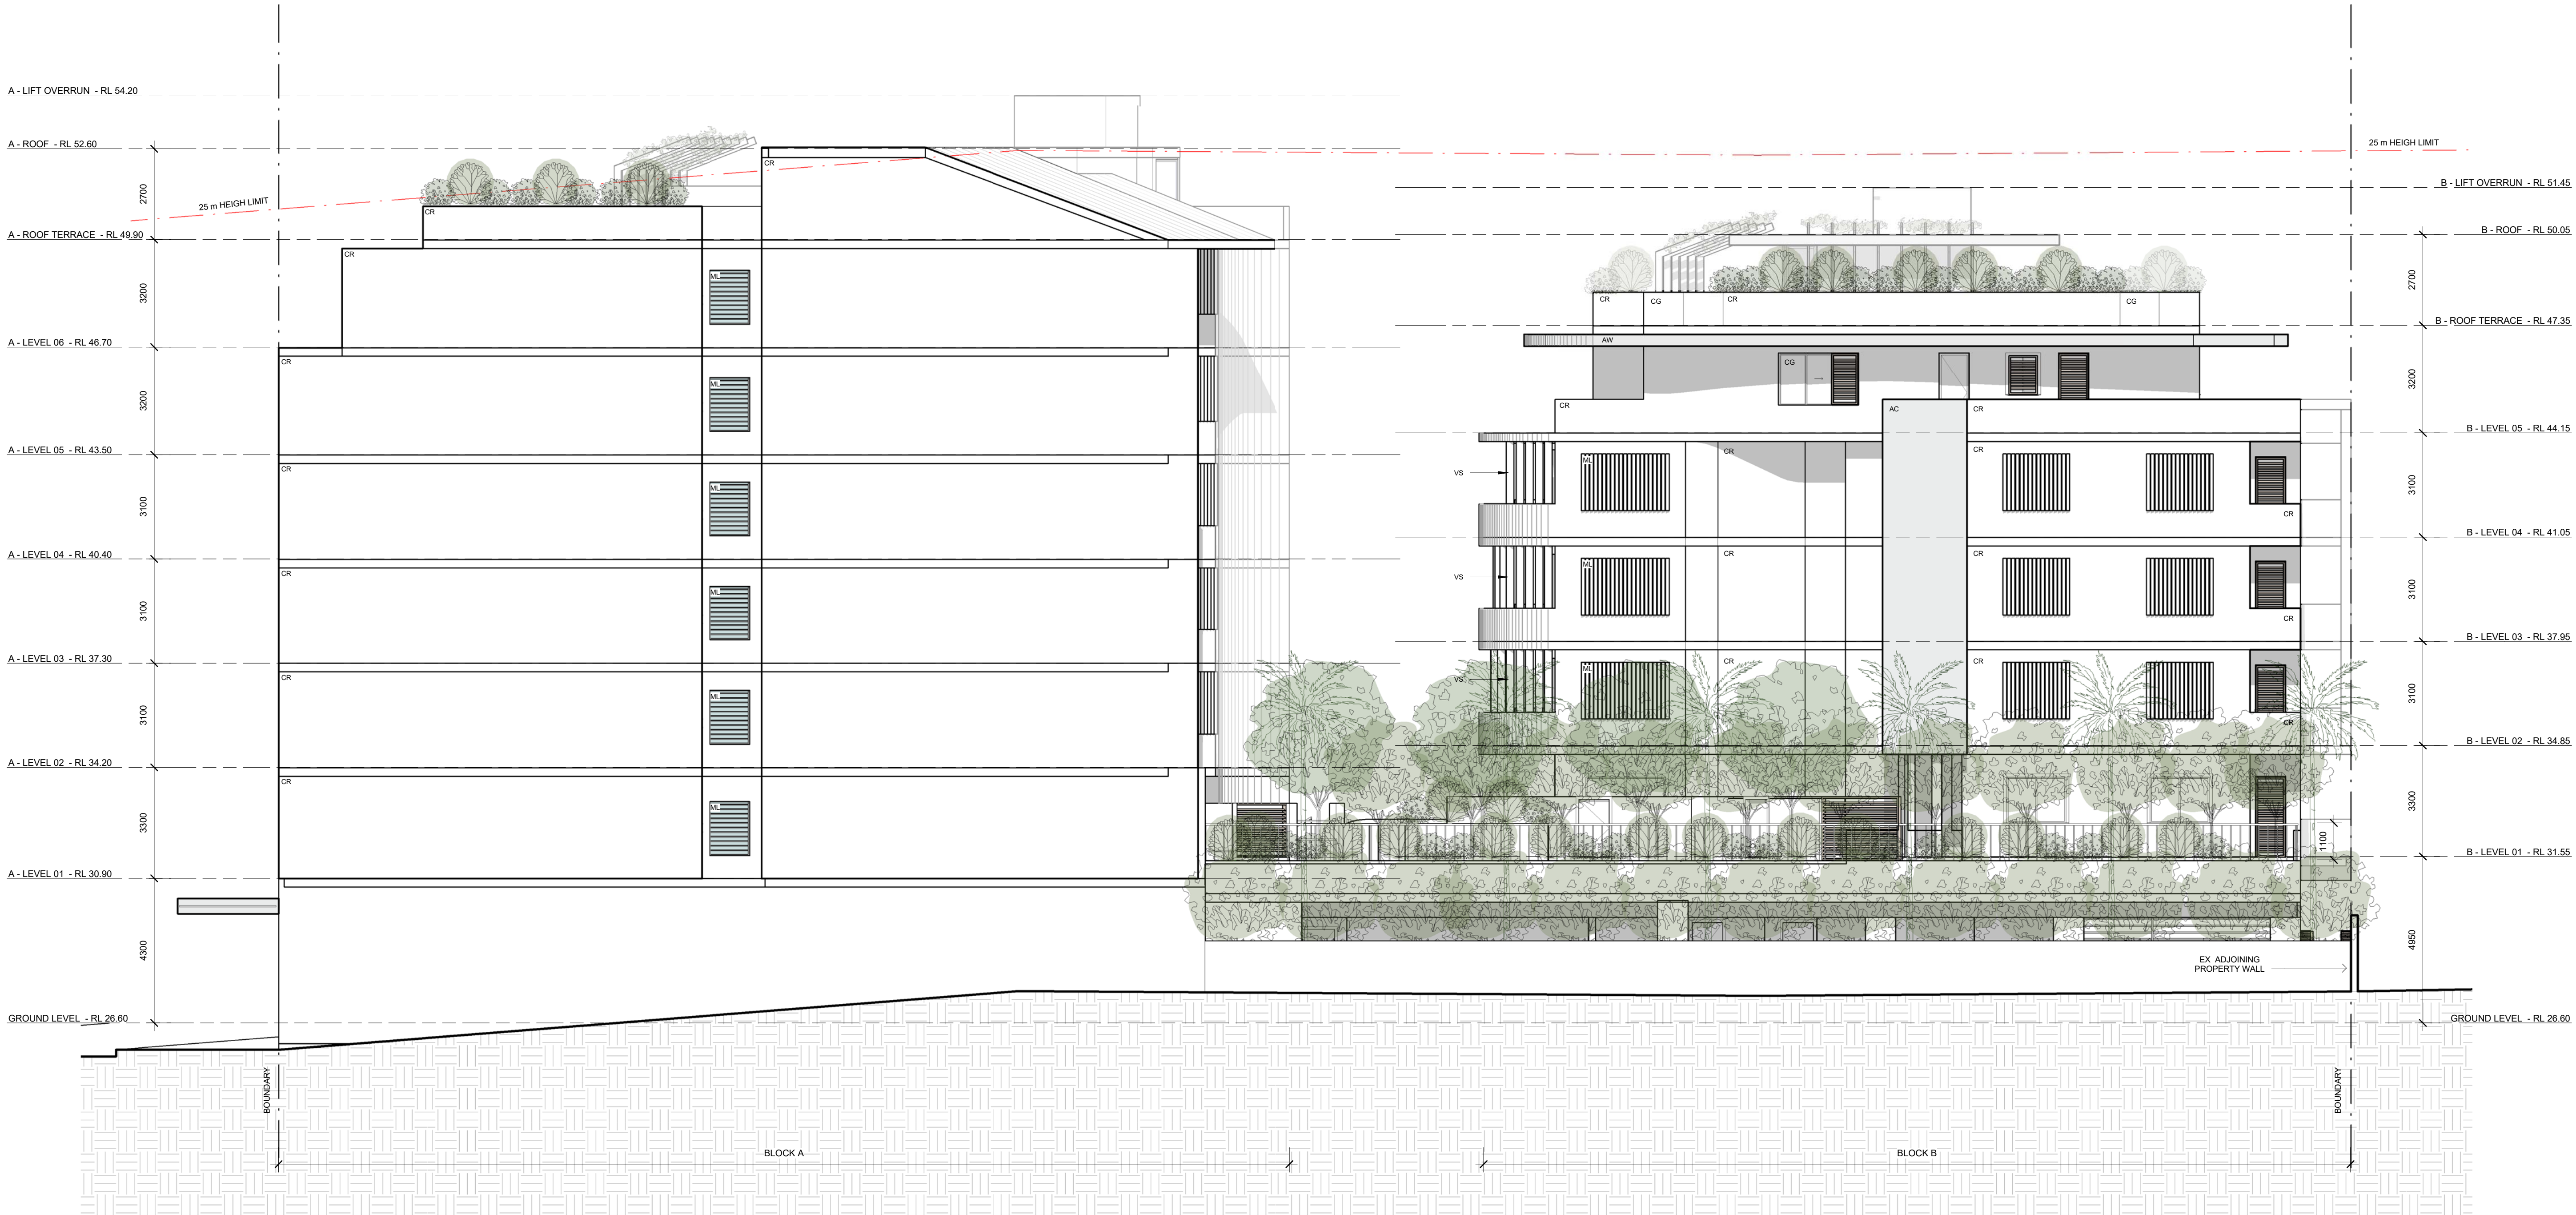 A - LIFT OVERRUN - RL 54.20
A - ROOF - RL 52.60
2700
25 m HEIGH LIMIT
A - ROOF TERRACE - RL 49.90
3200
A - LEVEL 06 - RL 46.70
3200
A - LEVEL 05 - RL 43.50
3100
A - LEVEL 04 - RL 40.40
3100
A - LEVEL 03 - RL 37.30
3100
A - LEVEL 02 - RL 34.20
3300
A - LEVEL 01 - RL 30.90
4300
GROUND LEVEL - RL 26.60
BOUNDARY
CR
CR
CR
ML
CR
ML
CR
ML
CR
ML
CR
ML
CR
ML
BLOCK A
25 m HEIGH LIMIT
B - LIFT OVERRUN - RL 51.45
B - ROOF - RL 50.05
2700
CR
CG
CR
CG
B - ROOF TERRACE - RL 47.35
AW
CG
3200
CR
AC
CR
B - LEVEL 05 - RL 44.15
ML
CR
CR
VS
3100
CR
B - LEVEL 04 - RL 41.05
ML
CR
CR
VS
3100
CR
B - LEVEL 03 - RL 37.95
ML
CR
CR
VS
3100
CR
B - LEVEL 02 - RL 34.85
3300
1100
B - LEVEL 01 - RL 31.55
4950
EX ADJOINING
PROPERTY WALL
GROUND LEVEL - RL 26.60
BOUNDARY
BLOCK B